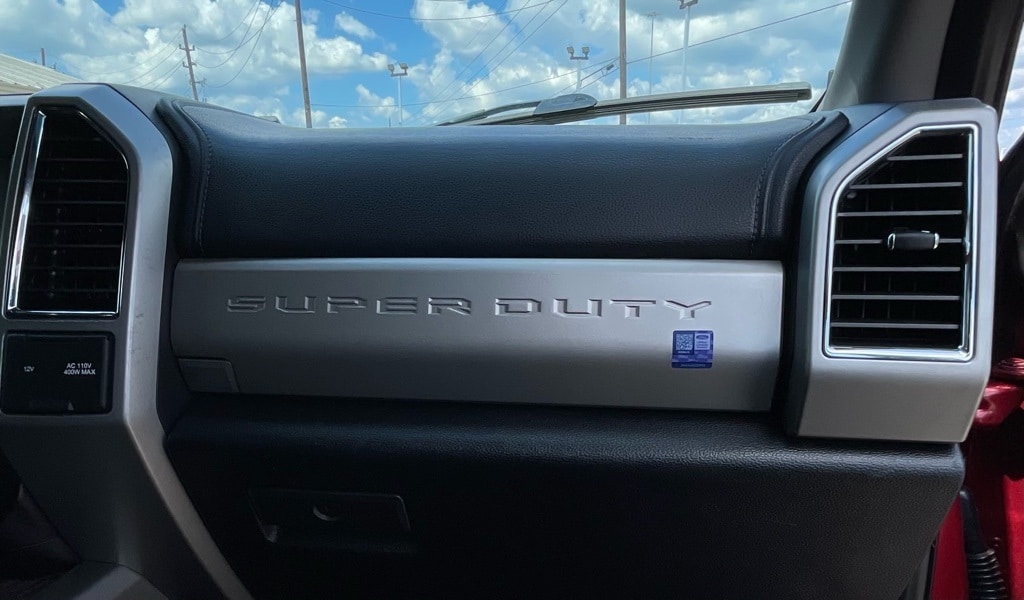 SUPER DUTY
12V
AC 110V
400W MAX